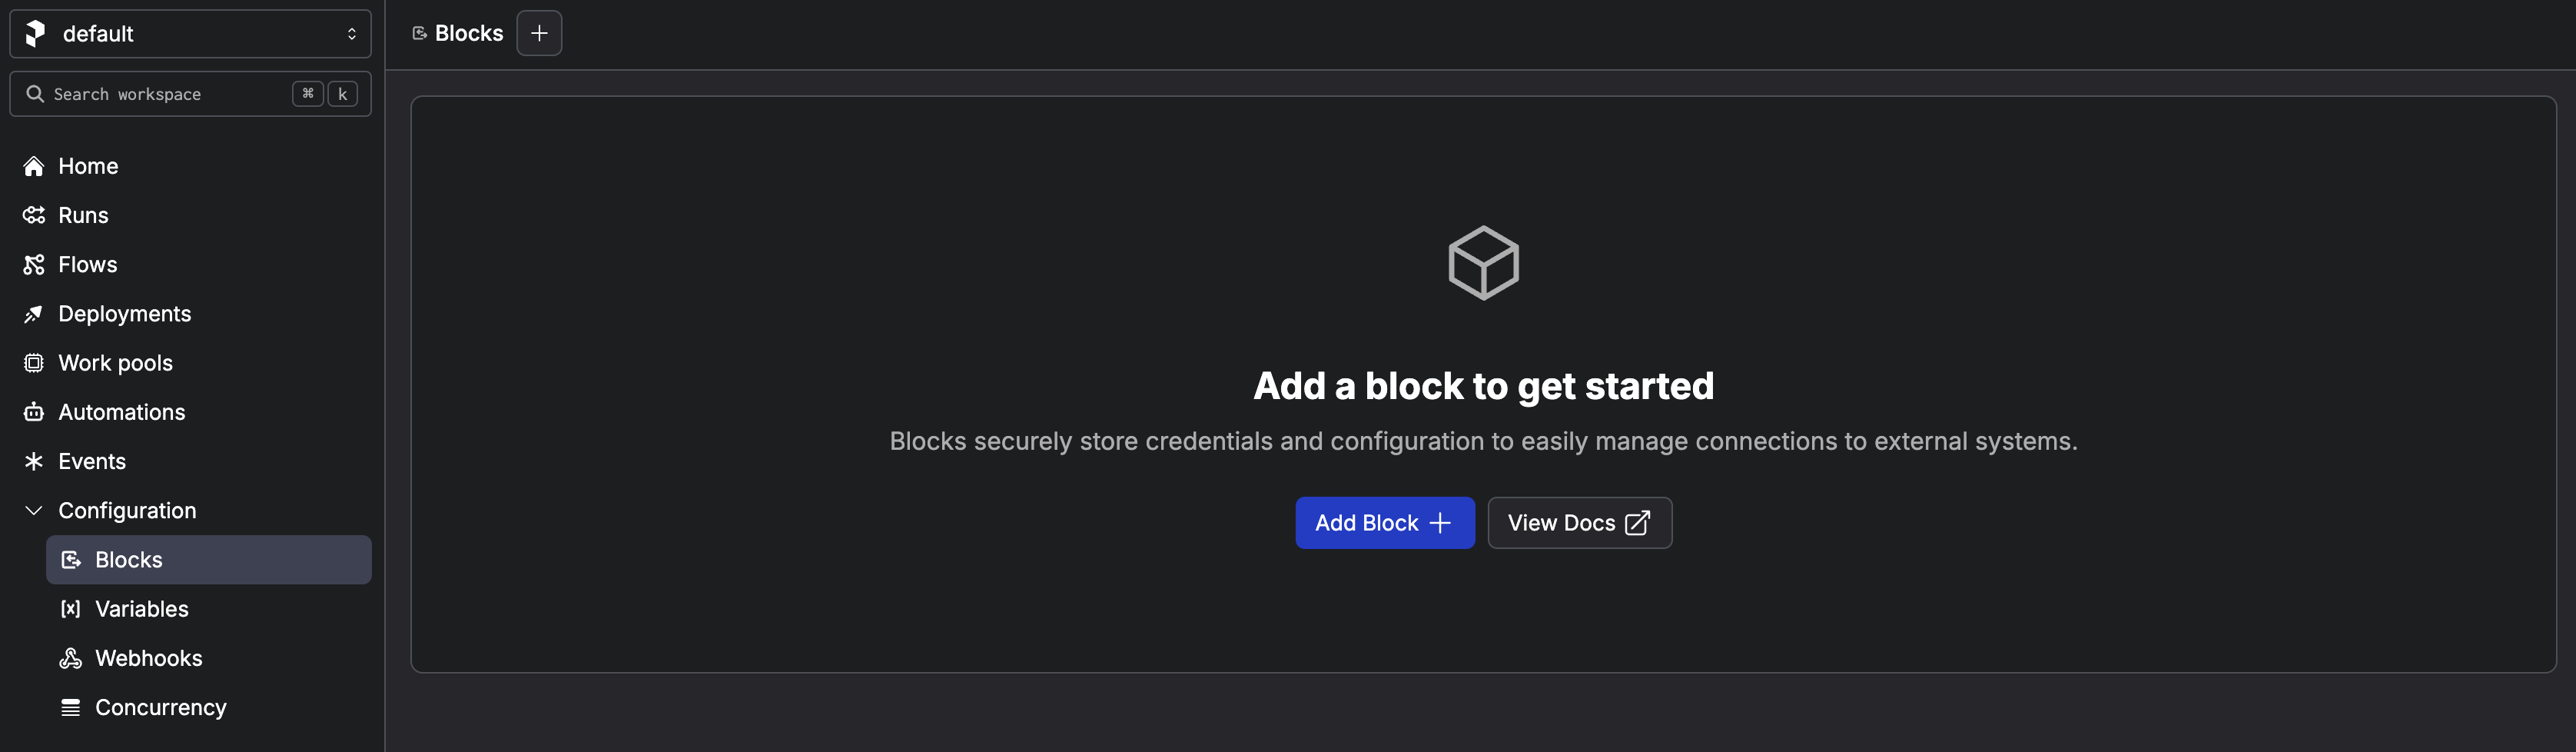 default
Search workspace ⌘ k
Home
Runs
Flows
Deployments
Work pools
Automations
Events
Configuration
Blocks
Variables
Webhooks
Concurrency
Blocks
Add a block to get started
Blocks securely store credentials and configuration to easily manage connections to external systems.
Add Block
View Docs